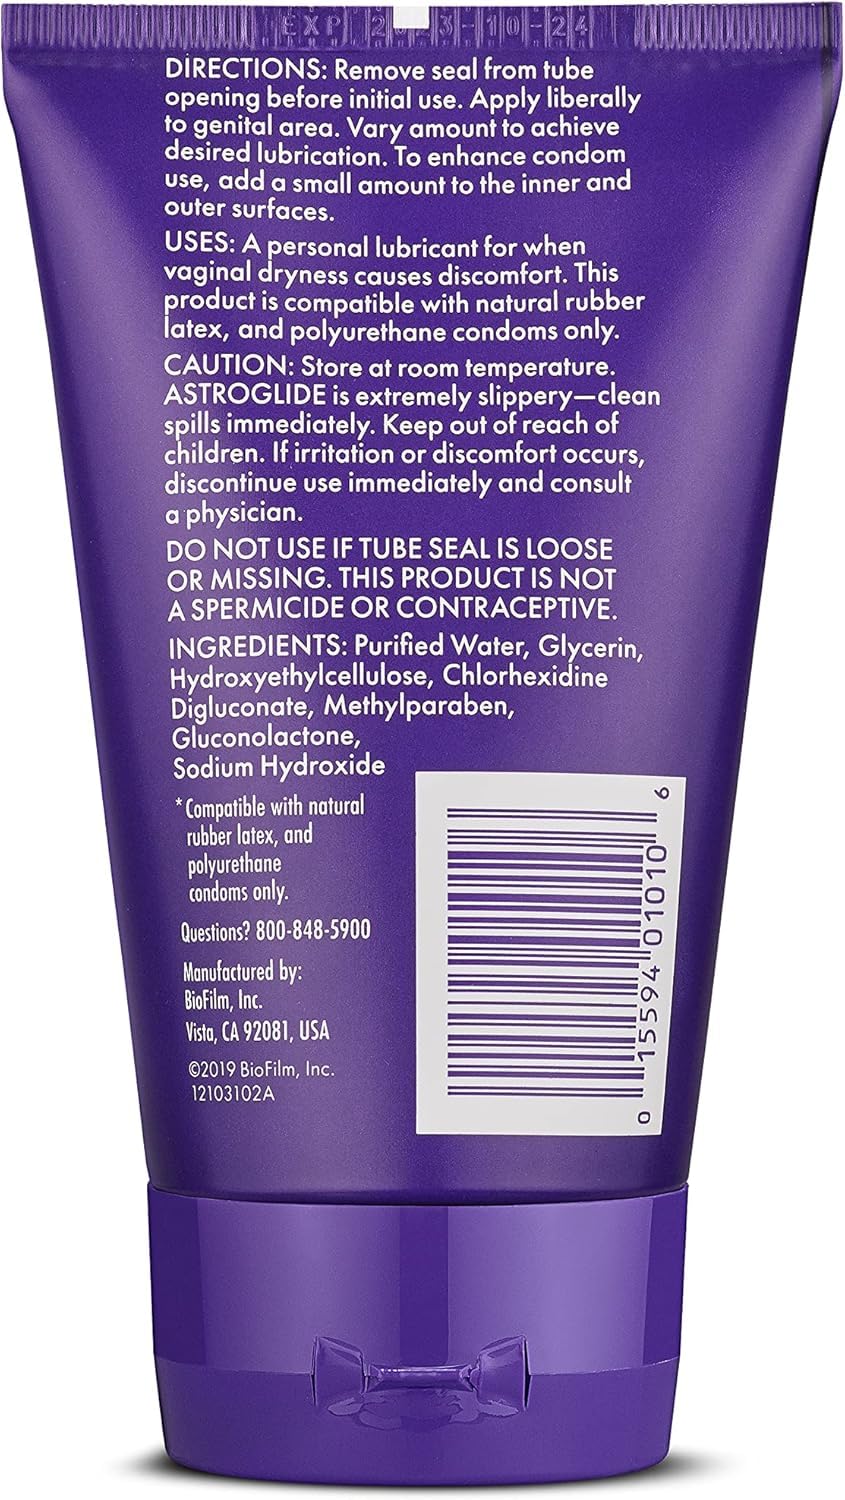 EXP 2023-10-24
DIRECTIONS: Remove seal from tube
opening before initial use. Apply liberally
to genital area. Vary amount to achieve
desired lubrication. To enhance condom
use, add a small amount to the inner and
outer surfaces.
USES: A personal lubricant for when
vaginal dryness causes discomfort. This
product is compatible with natural rubber
latex, and polyurethane condoms only.
CAUTION: Store at room temperature.
ASTROGLIDE is extremely slippery—clean
spills immediately. Keep out of reach of
children. If irritation or discomfort occurs,
discontinue use immediately and consult
a physician.
DO NOT USE IF TUBE SEAL IS LOOSE
OR MISSING. THIS PRODUCT IS NOT
A SPERMICIDE OR CONTRACEPTIVE.
INGREDIENTS: Purified Water, Glycerin,
Hydroxyethylcellulose, Chlorhexidine
Digluconate, Methylparaben,
Gluconolactone,
Sodium Hydroxide
*Compatible with natural
rubber latex, and
polyurethane
condoms only.
Questions? 800-848-5900
Manufactured by:
BioFilm, Inc.
Vista, CA 92081, USA
©2019 BioFilm, Inc.
12103102A
0 15594 01010 6